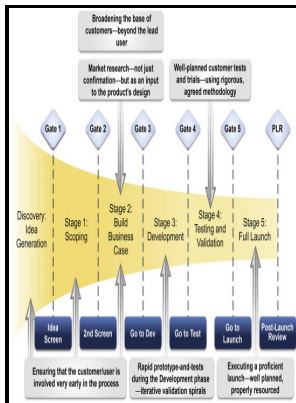 Broadening the base of
customers—beyond the lead
user
Market research—not just
confirmation—but as an input
to the product's design
Well-planned customer tests
and trials—using rigorous,
agreed methodology
Gate 1
Gate 2
Gate 3
Gate 4
Gate 5
PLR
Discovery:
Idea
Generation
Stage 1:
Scoping
Stage 2:
Build
Business
Case
Stage 3:
Development
Stage 4:
Testing and
Validation
Stage 5:
Full Launch
Idea
Screen
2nd Screen
Go to Dev
Go to Test
Go to
Launch
Post-Launch
Review
Ensuring that the customer/user is
involved very early in the process
Rapid prototype-and-tests
during the Development phase
—iterative validation spirals
Executing a proficient
launch—well planned,
properly resourced